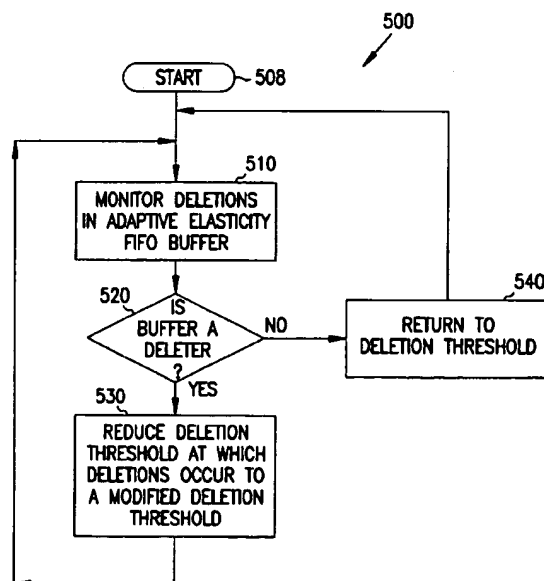 500
START
508
510
MONITOR DELETIONS
IN ADAPTIVE ELASTICITY
FIFO BUFFER
520
IS
BUFFER A
DELETER
?
NO
YES
540
RETURN TO
DELETION THRESHOLD
530
REDUCE DELETION
THRESHOLD AT WHICH
DELETIONS OCCUR TO
A MODIFIED DELETION
THRESHOLD